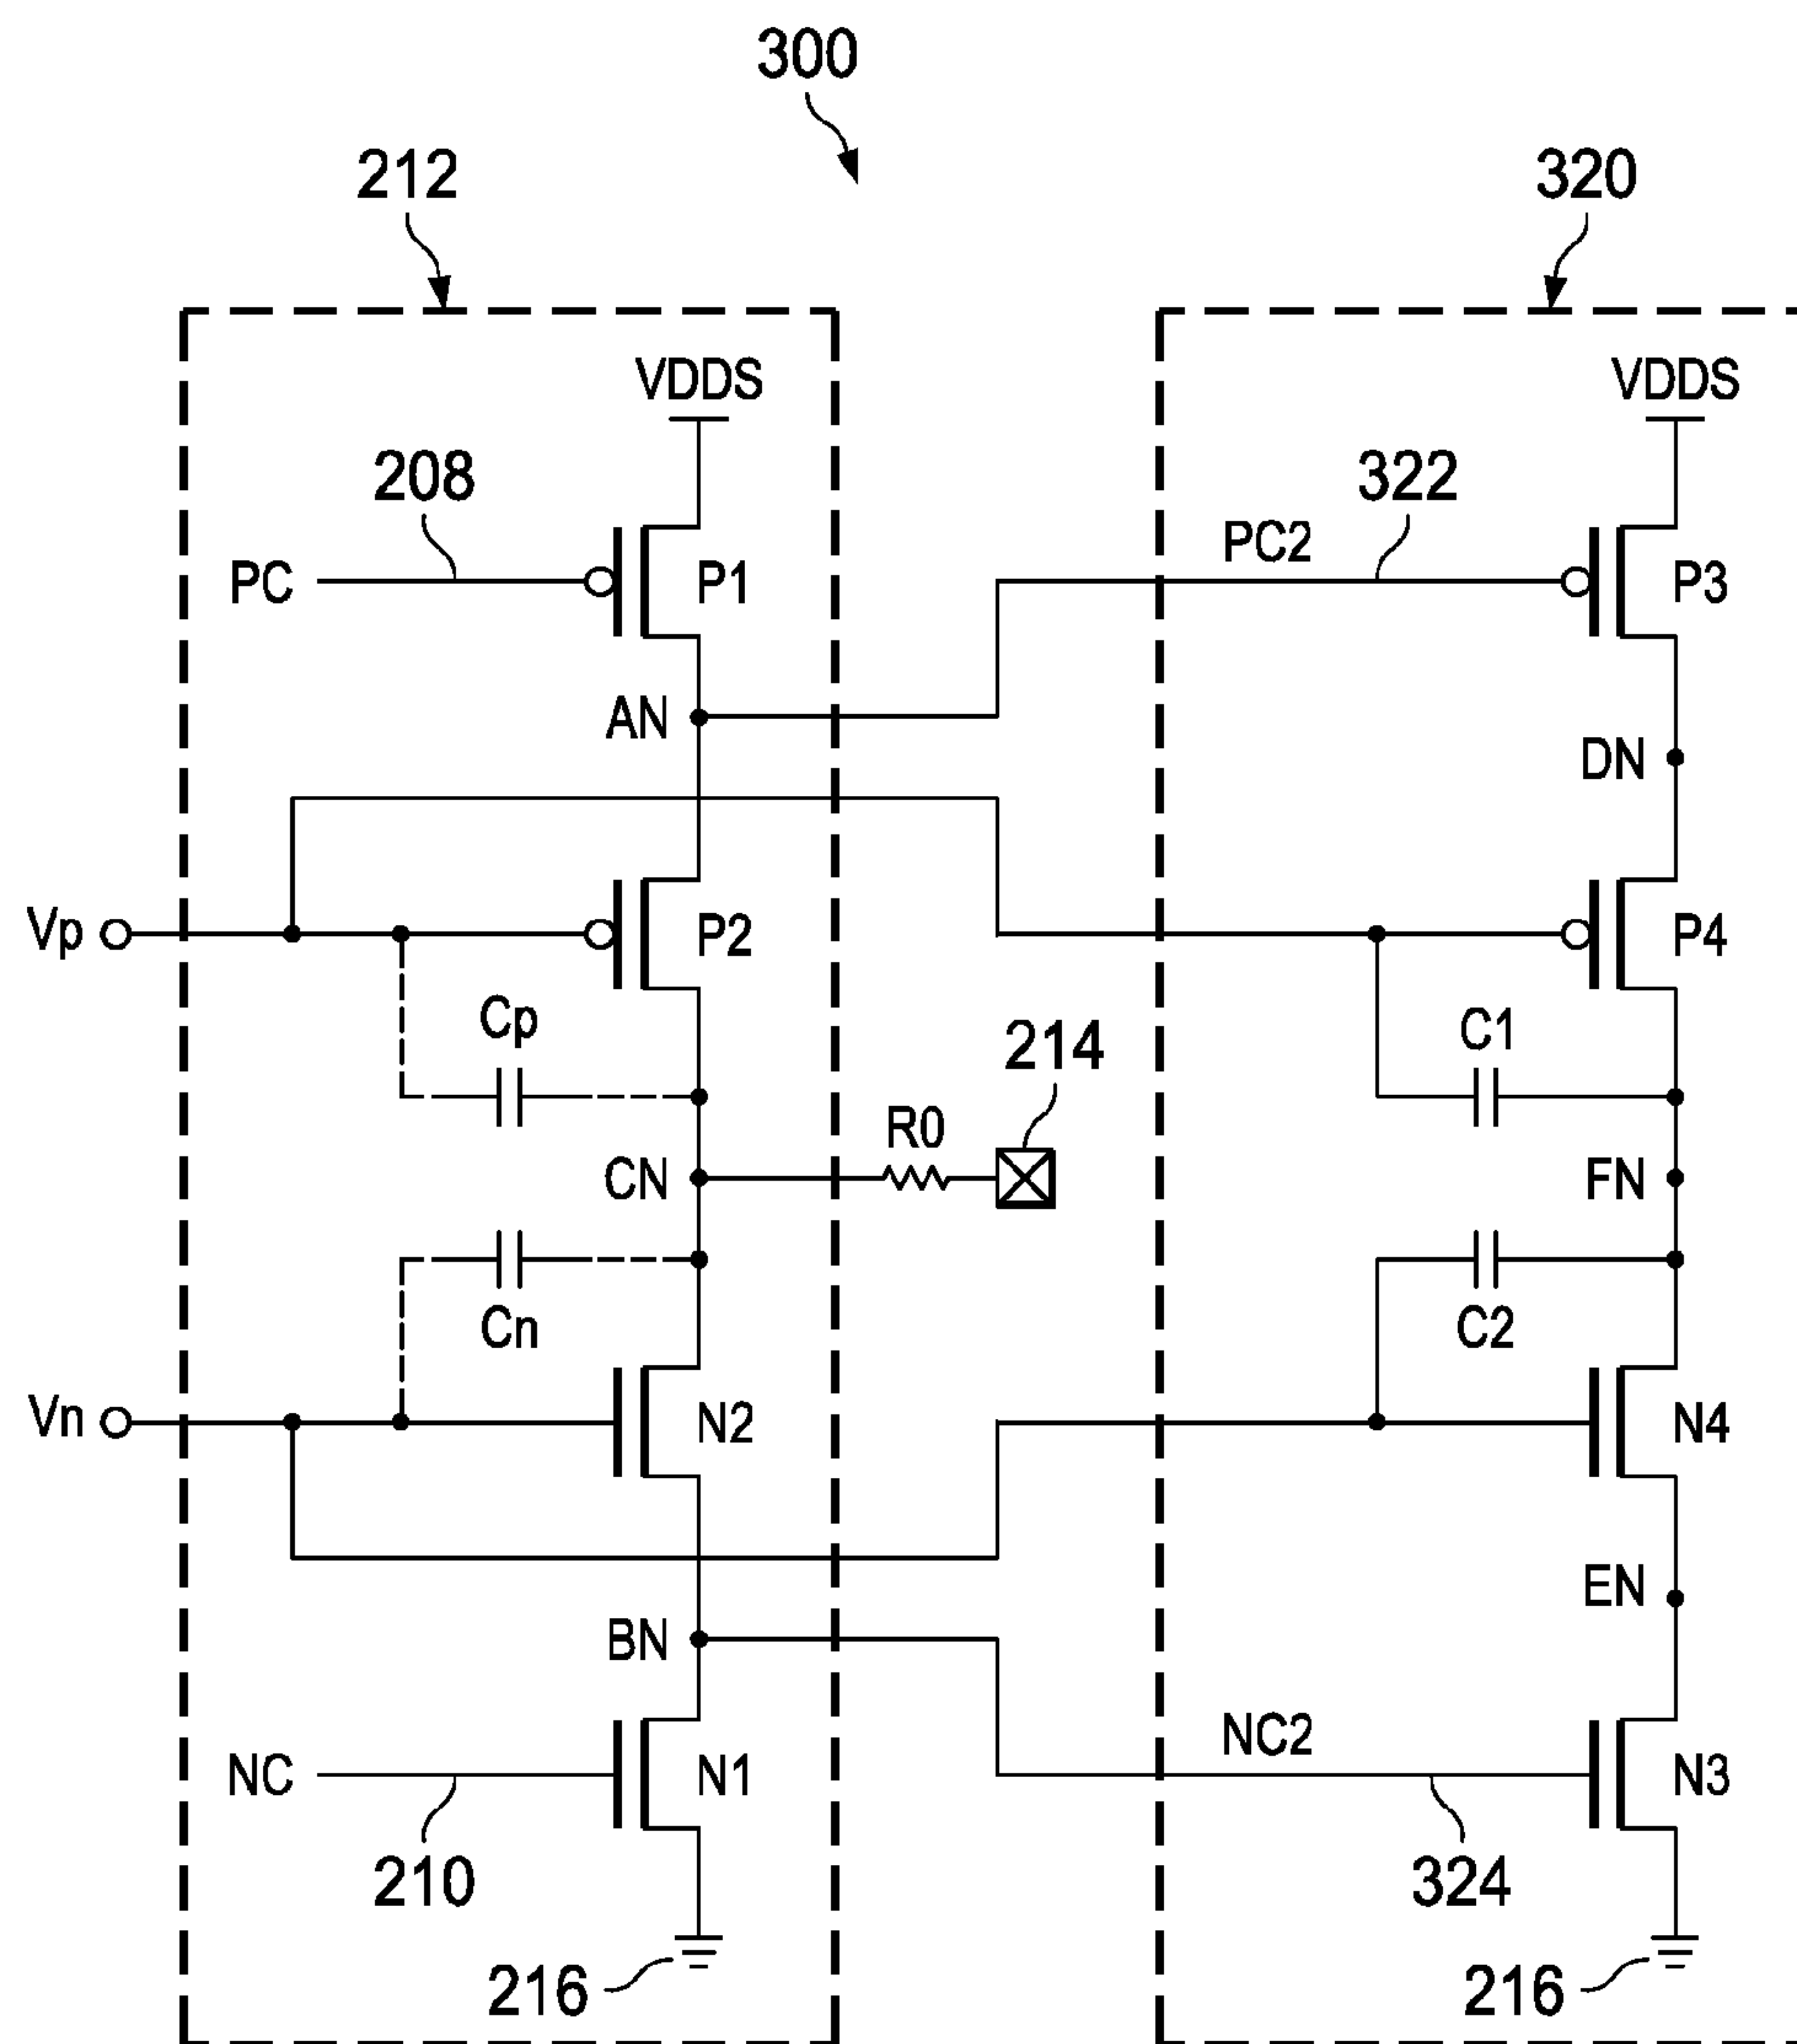 300
212
320
VDDS
VDDS
208
322
PC
P1
PC2
P3
AN
DN
Vp
P2
P4
Cp
C1
214
R0
CN
FN
Cn
C2
Vn
N2
N4
EN
BN
NC2
NC
N1
N3
210
324
216
216